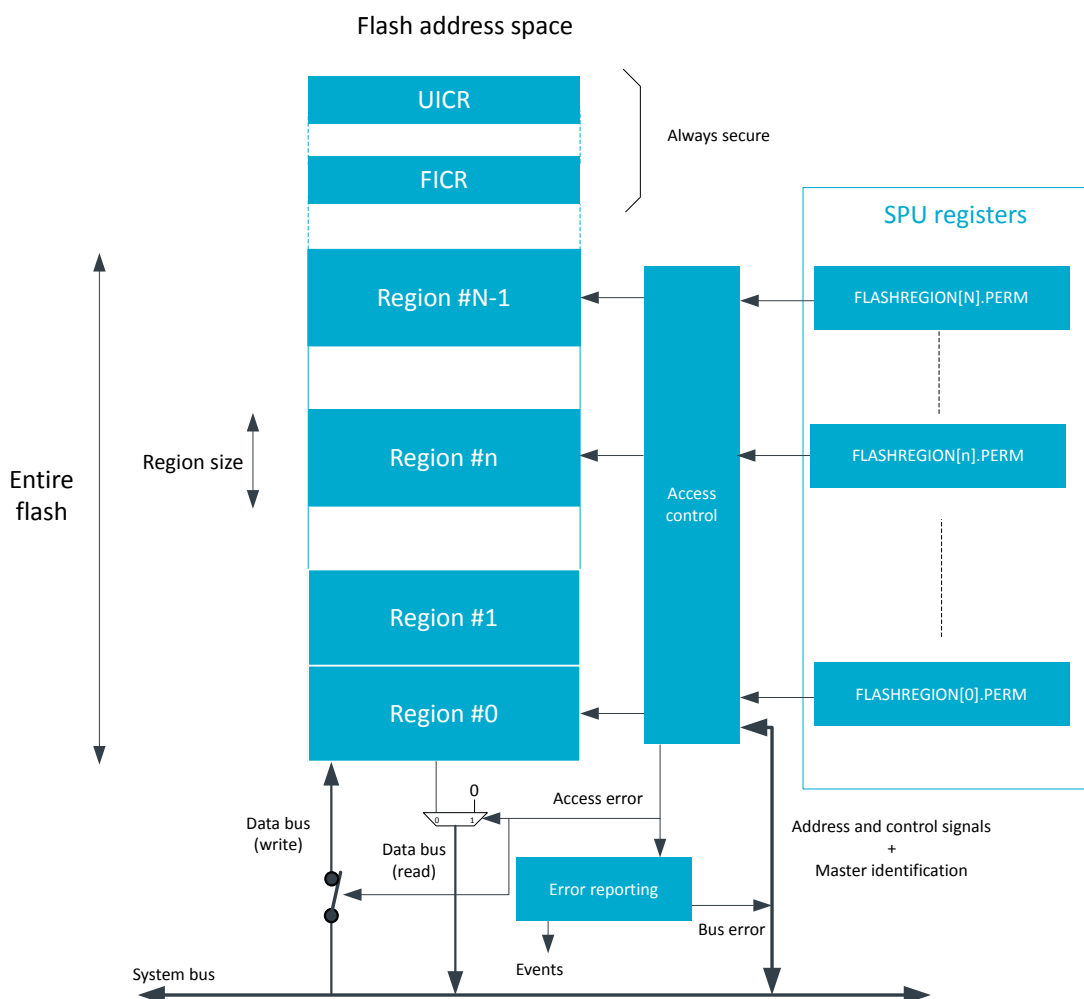 Flash address space
UICR
Always secure
FICR
SPU registers
Region #N-1
FLASHREGION[N].PERM
Region size
Region #n
FLASHREGION[n].PERM
Entire
flash
Access
control
Region #1
Region #0
FLASHREGION[0].PERM
0
Access error
0 1
Data bus
(write)
Data bus
(read)
Address and control signals
+
Master identification
Error reporting
Bus error
Events
System bus